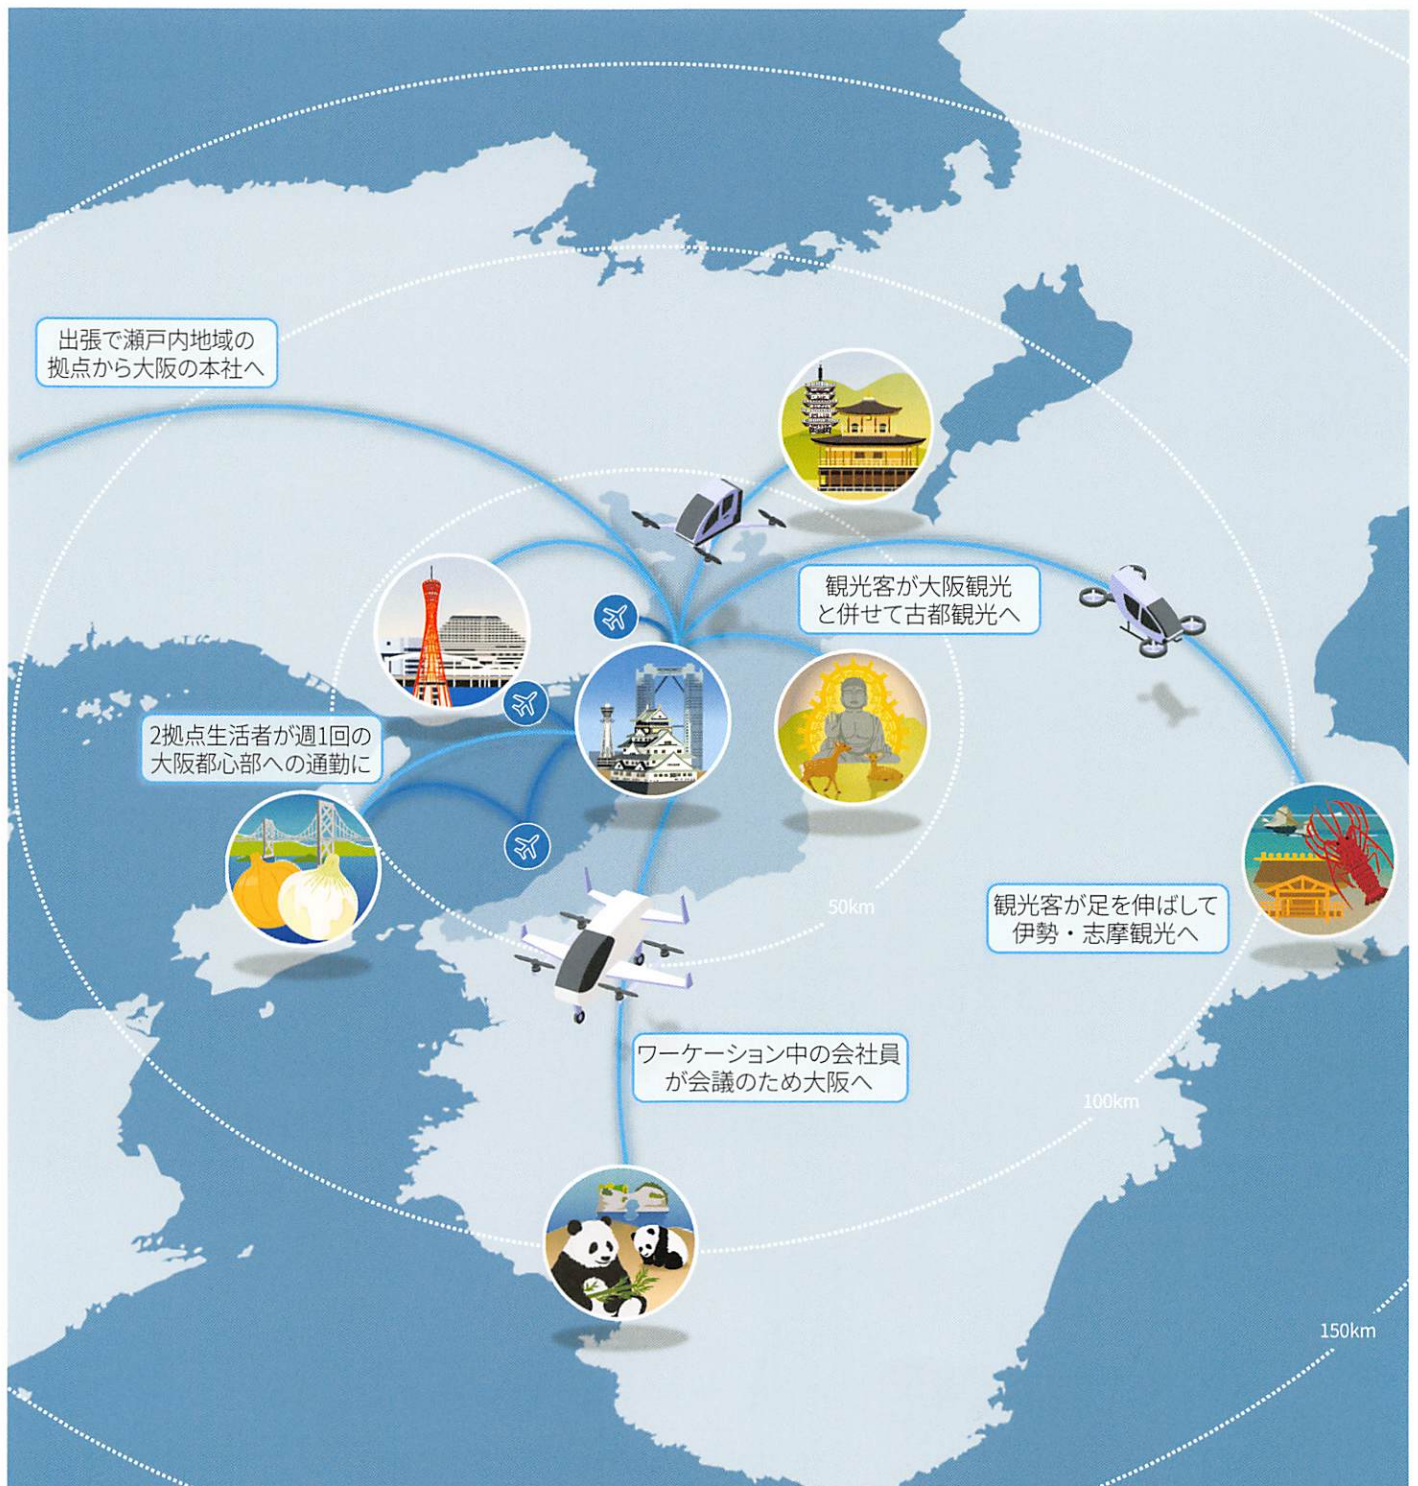 出張で瀬戸内地域の
拠点から大阪の本社へ
観光客が大阪観光
と併せて古都観光へ
2拠点生活者が週1回の
大阪都心部への通勤に
観光客が足を伸ばして
伊勢・志摩観光へ
50km
ワーケーション中の会社員
が会議のため大阪へ
100km
150km